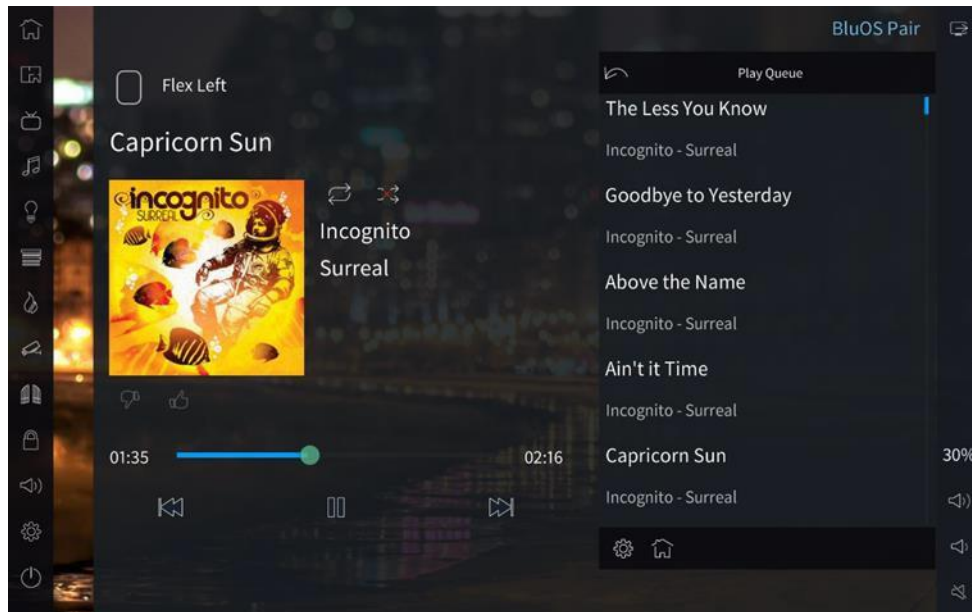 BluOS Pair
Flex Left
Capricorn Sun
incognito
SURREAL
Incognito
Surreal
01:35
02:16
Play Queue
The Less You Know
Incognito - Surreal
Goodbye to Yesterday
Incognito - Surreal
Above the Name
Incognito - Surreal
Ain't it Time
Incognito - Surreal
Capricorn Sun
Incognito - Surreal
30%